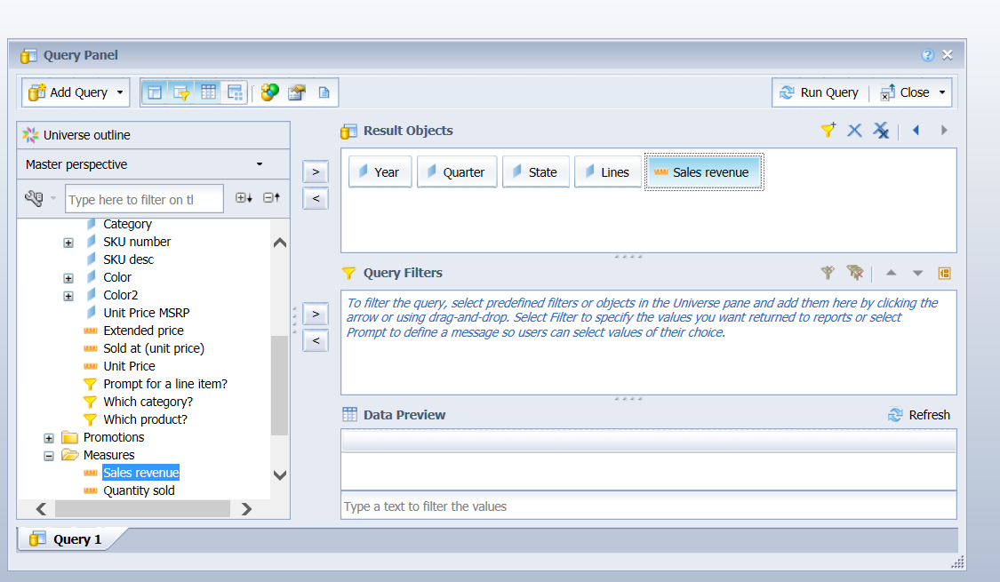 Query Panel
Add Query
Run Query
Close
Universe outline
Master perspective
Type here to filter on tl
Category
SKU number
SKU desc
Color
Color2
Unit Price MSRP
Extended price
Sold at (unit price)
Unit Price
Prompt for a line item?
Which category?
Which product?
Promotions
Measures
Sales revenue
Quantity sold
>
<
>
<
Result Objects
Year
Quarter
State
Lines
Sales revenue
Query Filters
To filter the query, select predefined filters or objects in the Universe pane and add them here by clicking the
arrow or using drag-and-drop. Select Filter to specify the values you want returned to reports or select
Prompt to define a message so users can select values of their choice.
Data Preview
Refresh
Type a text to filter the values
Query 1